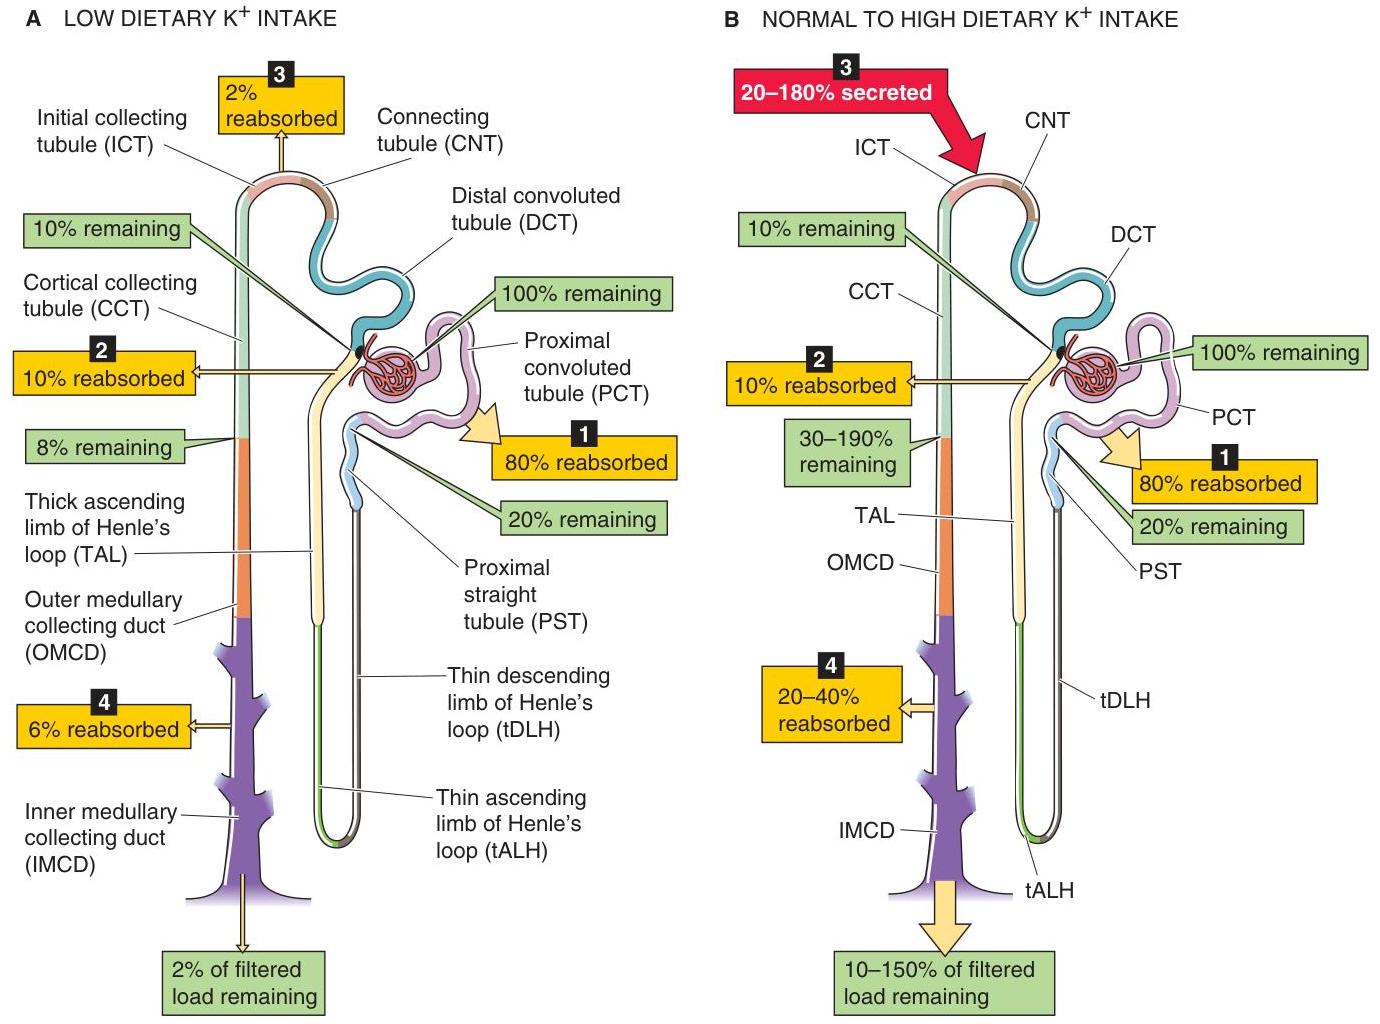 A LOW DIETARY K+ INTAKE
3
2%
reabsorbed
Initial collecting
tubule (ICT)
Connecting
tubule (CNT)
Distal convoluted
tubule (DCT)
10% remaining
Cortical collecting
tubule (CCT)
100% remaining
Proximal
convoluted
tubule (PCT)
2
10% reabsorbed
1
80% reabsorbed
8% remaining
20% remaining
Thick ascending
limb of Henle's
loop (TAL)
Proximal
straight
tubule (PST)
Outer medullary
collecting duct
(OMCD)
Thin descending
limb of Henle's
loop (tDLH)
4
6% reabsorbed
Thin ascending
limb of Henle's
loop (tALH)
Inner medullary
collecting duct
(IMCD)
2% of filtered
load remaining
B NORMAL TO HIGH DIETARY K+ INTAKE
3
20–180% secreted
ICT
CNT
10% remaining
DCT
CCT
100% remaining
2
10% reabsorbed
PCT
30–190%
remaining
1
80% reabsorbed
TAL
20% remaining
OMCD
PST
4
20–40%
reabsorbed
tDLH
IMCD
tALH
10–150% of filtered
load remaining